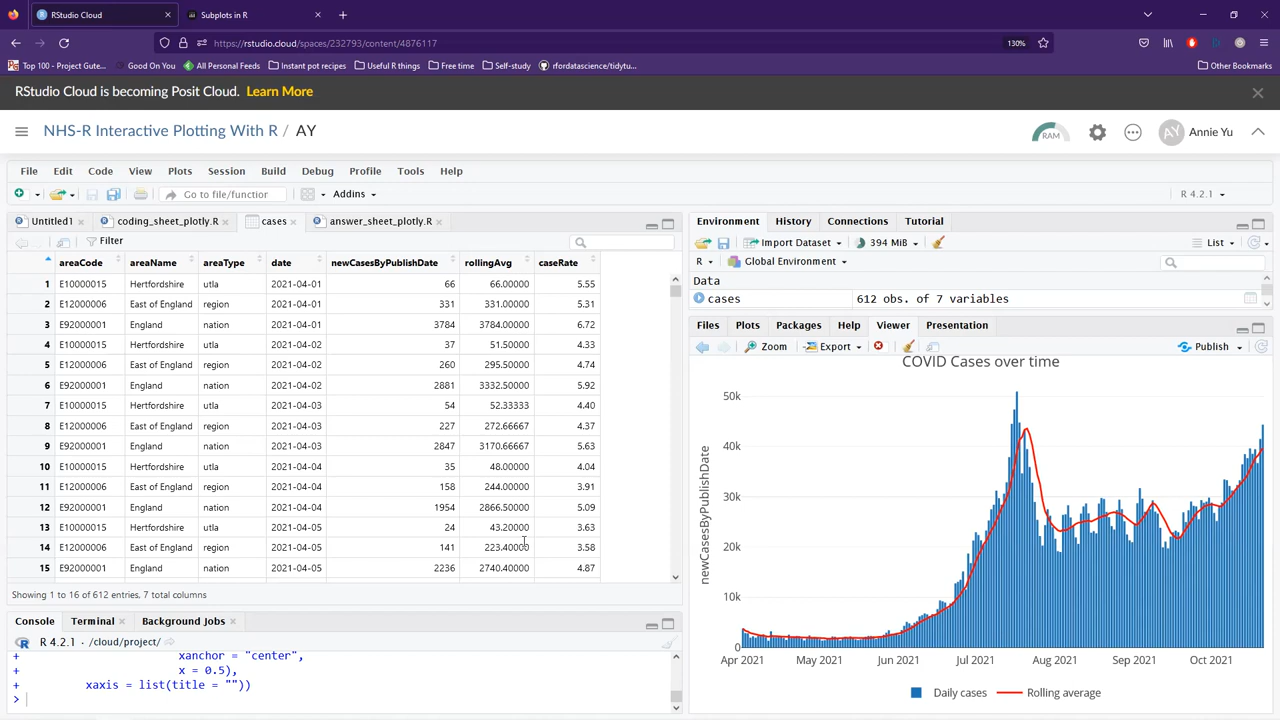 RStudio Cloud
Subplots in R
https://rstudio.cloud/spaces/232793/content/4876117
130%
Top 100 - Project Gute…
Good On You
All Personal Feeds
Instant pot recipes
Useful R things
Free time
Self-study
rfordatascience/tidytu…
Other Bookmarks
RStudio Cloud is becoming Posit Cloud. Learn More
NHS-R Interactive Plotting With R / AY
RAM
AY Annie Yu
File Edit Code View Plots Session Build Debug Profile Tools Help
Go to file/function
Addins
R 4.2.1
Untitled1
coding_sheet_plotly.R
cases
answer_sheet_plotly.R
Filter
areaCode areaName areaType date newCasesByPublishDate rollingAvg caseRate
1 E10000015 Hertfordshire utla 2021-04-01 66 66.00000 5.55
2 E12000006 East of England region 2021-04-01 331 331.00000 5.31
3 E92000001 England nation 2021-04-01 3784 3784.00000 6.72
4 E10000015 Hertfordshire utla 2021-04-02 37 51.50000 4.33
5 E12000006 East of England region 2021-04-02 260 295.50000 4.74
6 E92000001 England nation 2021-04-02 2881 3332.50000 5.92
7 E10000015 Hertfordshire utla 2021-04-03 54 52.33333 4.40
8 E12000006 East of England region 2021-04-03 227 272.66667 4.37
9 E92000001 England nation 2021-04-03 2847 3170.66667 5.63
10 E10000015 Hertfordshire utla 2021-04-04 35 48.00000 4.04
11 E12000006 East of England region 2021-04-04 158 244.00000 3.91
12 E92000001 England nation 2021-04-04 1954 2866.50000 5.09
13 E10000015 Hertfordshire utla 2021-04-05 24 43.20000 3.63
14 E12000006 East of England region 2021-04-05 141 223.40000 3.58
15 E92000001 England nation 2021-04-05 2236 2740.40000 4.87
Showing 1 to 16 of 612 entries, 7 total columns
Console Terminal Background Jobs
R 4.2.1 · /cloud/project/
+ xanchor = "center",
+ x = 0.5),
+ xaxis = list(title = ""))
>
Environment History Connections Tutorial
Import Dataset
394 MiB
List
R Global Environment
Data
cases 612 obs. of 7 variables
Files Plots Packages Help Viewer Presentation
Zoom Export Publish
COVID Cases over time
newCasesByPublishDate
50k
40k
30k
20k
10k
0
Apr 2021 May 2021 Jun 2021 Jul 2021 Aug 2021 Sep 2021 Oct 2021
Daily cases Rolling average